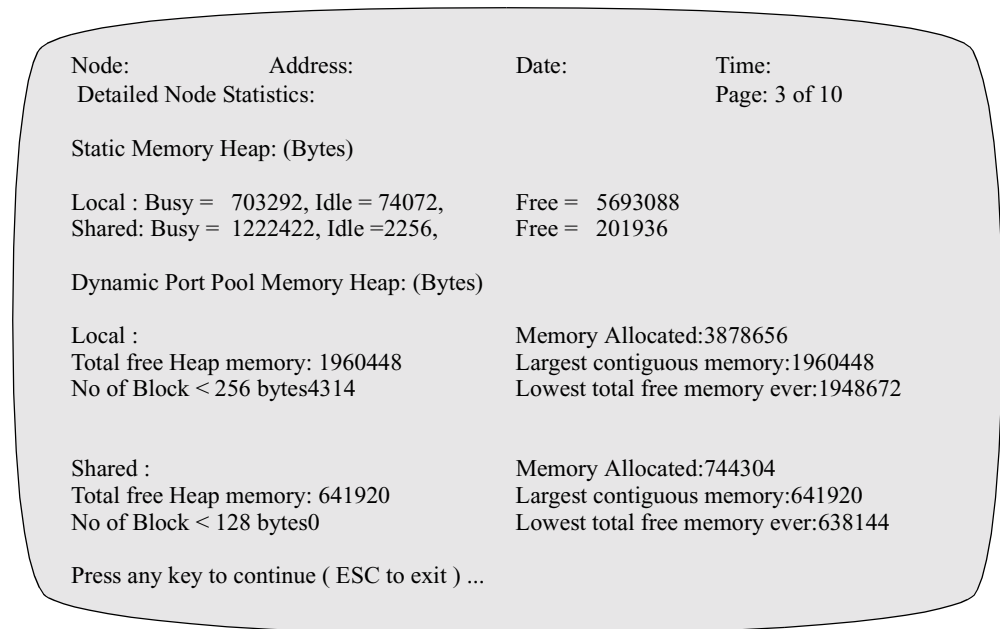 Node: Address: Date: Time:
Detailed Node Statistics: Page: 3 of 10
Static Memory Heap: (Bytes)
Local : Busy = 703292, Idle = 74072, Free = 5693088
Shared: Busy = 1222422, Idle =2256, Free = 201936
Dynamic Port Pool Memory Heap: (Bytes)
Local : Memory Allocated:3878656
Total free Heap memory: 1960448 Largest contiguous memory:1960448
No of Block < 256 bytes4314 Lowest total free memory ever:1948672
Shared : Memory Allocated:744304
Total free Heap memory: 641920 Largest contiguous memory:641920
No of Block < 128 bytes0 Lowest total free memory ever:638144
Press any key to continue ( ESC to exit ) ...